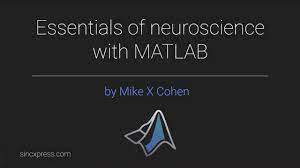 Essentials of neuroscience
with MATLAB
by Mike X Cohen
sincxpress.com